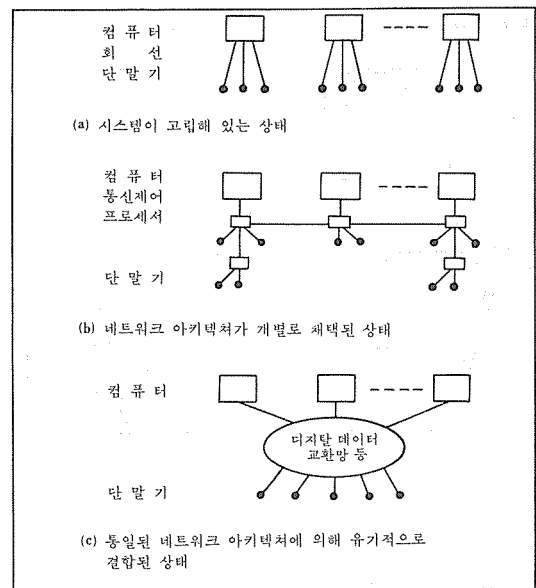 컴 퓨 터
회 선
단 말 기
(a) 시스템이 고립해 있는 상태
컴 퓨 터
통신제어
프로세서
단 말 기
(b) 네트워크 아키텍쳐가 개별로 채택된 상태
컴 퓨 터
디지탈 데이터
교환망 등
단 말 기
(c) 통일된 네트워크 아키텍쳐에 의해 유기적으로
결합된 상태